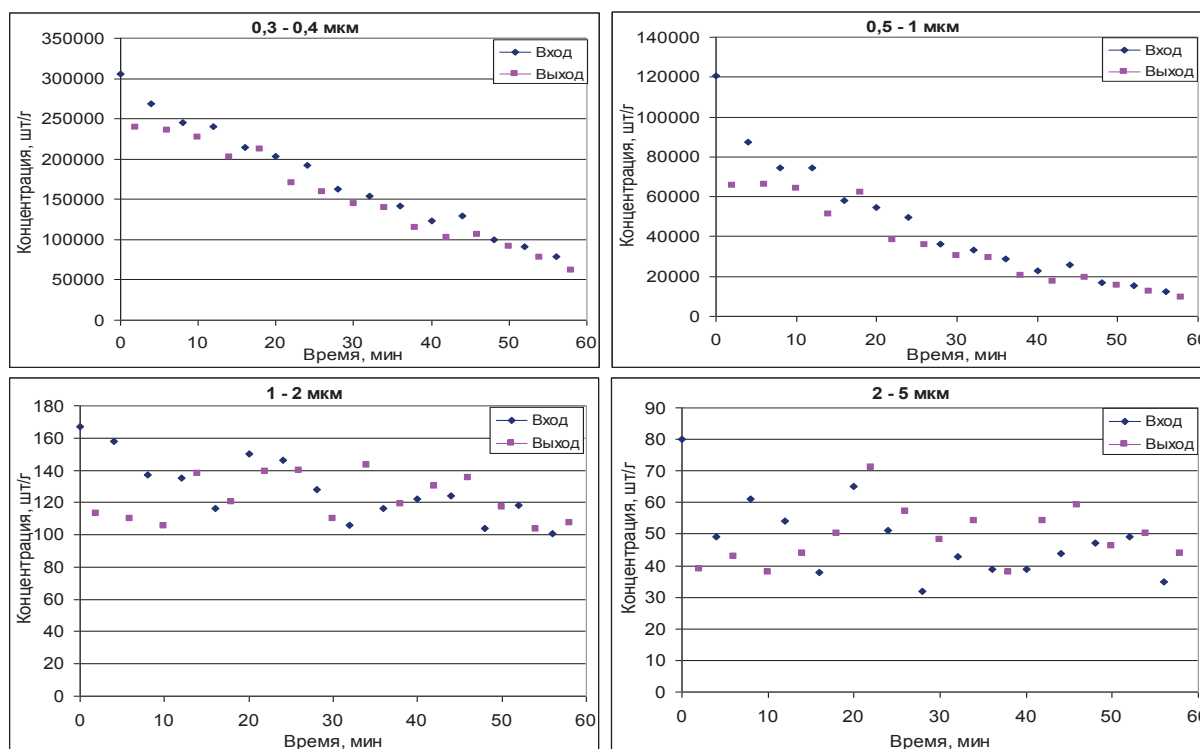 0,3 - 0,4 мкм
Концентрация, шт/г
350000
300000
250000
200000
150000
100000
50000
0
0 10 20 30 40 50 60
Время, мин
Вход
Выход
0,5 - 1 мкм
Концентрация, шт/г
140000
120000
100000
80000
60000
40000
20000
0
0 10 20 30 40 50 60
Время, мин
Вход
Выход
1 - 2 мкм
Концентрация, шт/г
180
160
140
120
100
80
60
40
20
0
0 10 20 30 40 50 60
Время, мин
Вход
Выход
2 - 5 мкм
Концентрация, шт/г
90
80
70
60
50
40
30
20
10
0
0 10 20 30 40 50 60
Время, мин
Вход
Выход